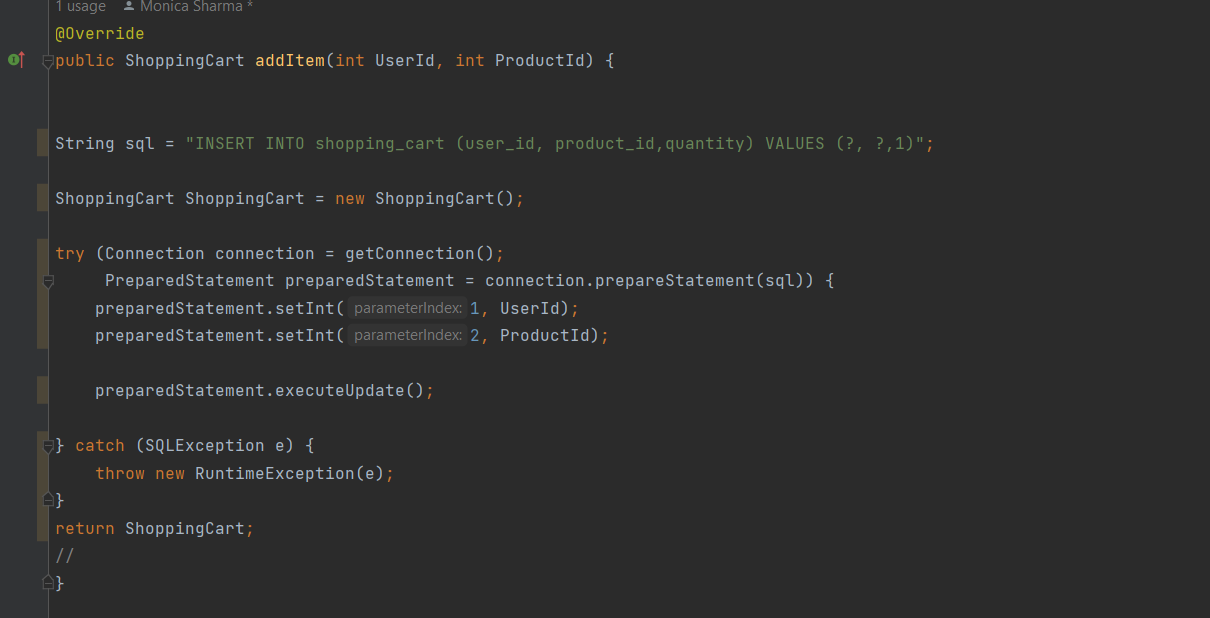 1 usage Monica Sharma *
@Override
public ShoppingCart addItem(int UserId, int ProductId) {
String sql = "INSERT INTO shopping_cart (user_id, product_id,quantity) VALUES (?, ?,1)";
ShoppingCart ShoppingCart = new ShoppingCart();
try (Connection connection = getConnection();
PreparedStatement preparedStatement = connection.prepareStatement(sql)) {
preparedStatement.setInt( parameterIndex: 1, UserId);
preparedStatement.setInt( parameterIndex: 2, ProductId);
preparedStatement.executeUpdate();
} catch (SQLException e) {
throw new RuntimeException(e);
}
return ShoppingCart;
//
}